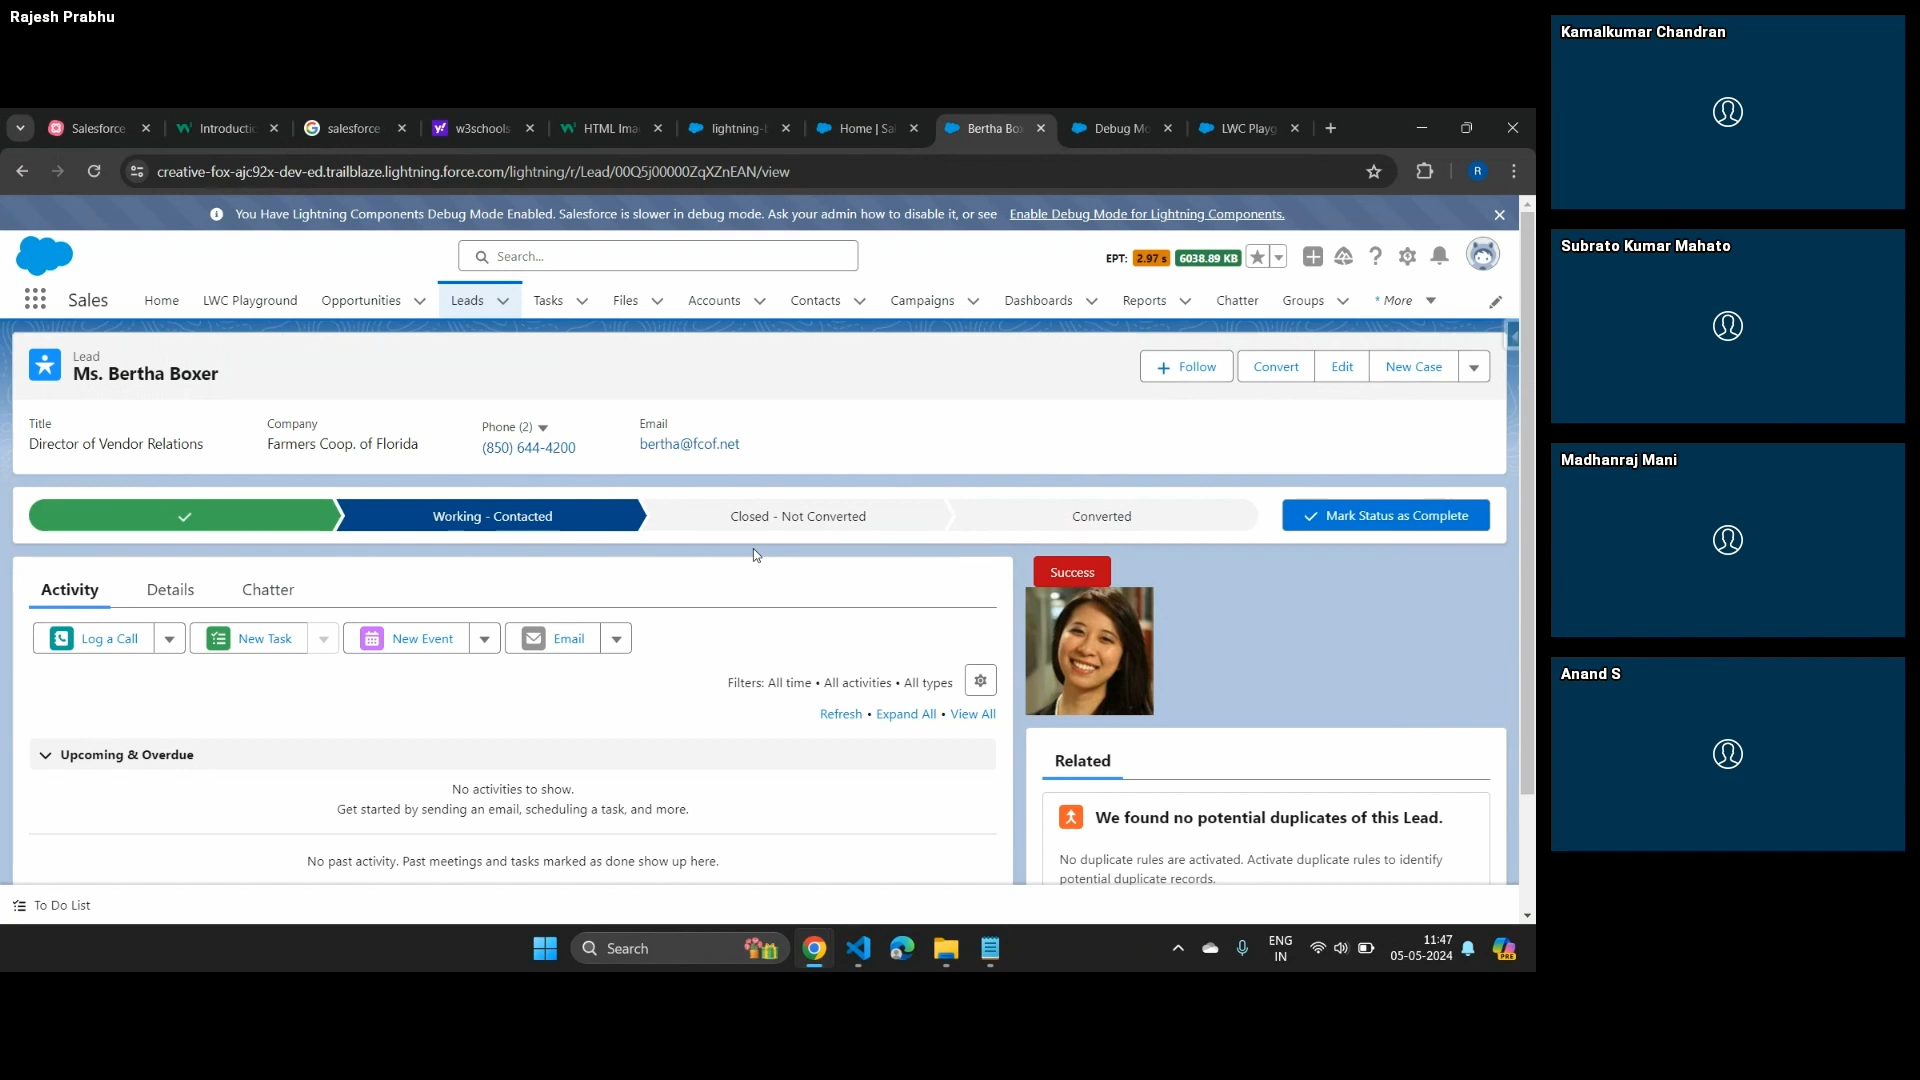 Rajesh Prabhu
Kamalkumar Chandran
Subrato Kumar Mahato
Madhanraj Mani
Anand S
Salesforce
Introductio
salesforce
w3schools
HTML Ima
lightning-
Home | Sa
Bertha Box
Debug Mo
LWC Playg
creative-fox-ajc92x-dev-ed.trailblaze.lightning.force.com/lightning/r/Lead/00Q5j00000ZqXZnEAN/view
R
You Have Lightning Components Debug Mode Enabled. Salesforce is slower in debug mode. Ask your admin how to disable it, or see Enable Debug Mode for Lightning Components.
Search...
EPT: 2.97 s 6038.89 KB
Sales Home LWC Playground Opportunities Leads Tasks Files Accounts Contacts Campaigns Dashboards Reports Chatter Groups * More
Lead
Ms. Bertha Boxer
Follow Convert Edit New Case
Title Company Phone (2) Email
Director of Vendor Relations Farmers Coop. of Florida (850) 644-4200 bertha@fcof.net
Working - Contacted Closed - Not Converted Converted Mark Status as Complete
Activity Details Chatter
Success
Log a Call New Task New Event Email
Filters: All time • All activities • All types
Refresh • Expand All • View All
Upcoming & Overdue
No activities to show.
Get started by sending an email, scheduling a task, and more.
No past activity. Past meetings and tasks marked as done show up here.
Related
We found no potential duplicates of this Lead.
No duplicate rules are activated. Activate duplicate rules to identify
potential duplicate records.
To Do List
Search
ENG
IN
11:47
05-05-2024
PRE